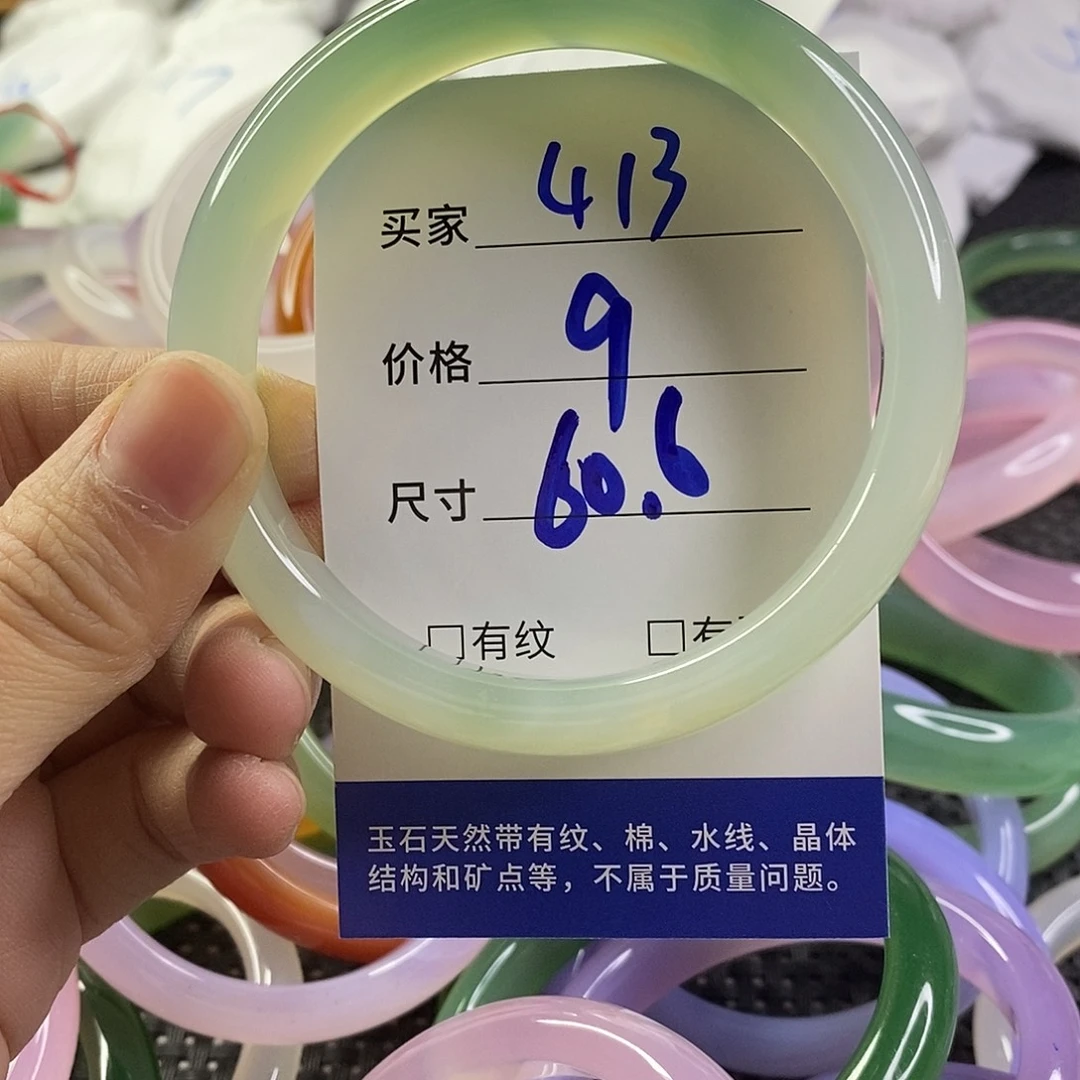 买家 413
价格 9
尺寸 60.6
□有纹 □有
玉石天然带有纹、棉、水线、晶体
结构和矿点等，不属于质量问题。